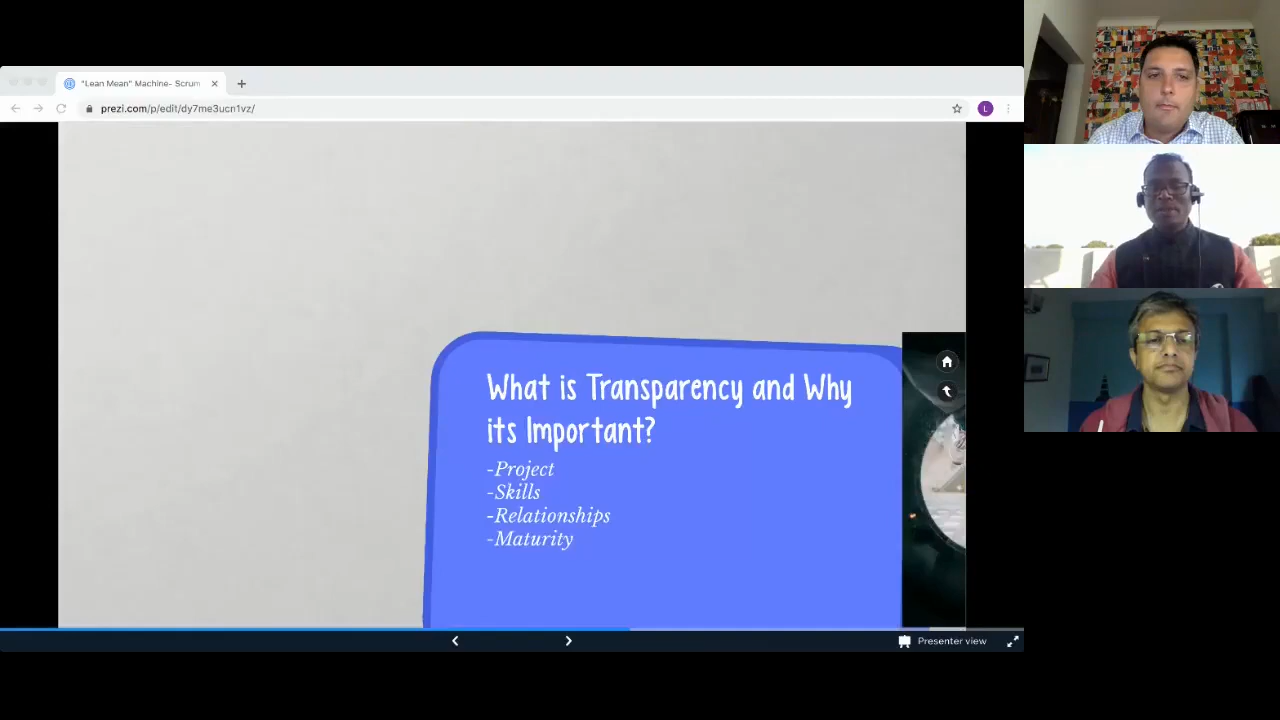 "Lean Mean" Machine- Scrum
prezi.com/p/edit/dy7me3ucn1vz/
L
What is Transparency and Why
its Important?
-Project
-Skills
-Relationships
-Maturity
Presenter view